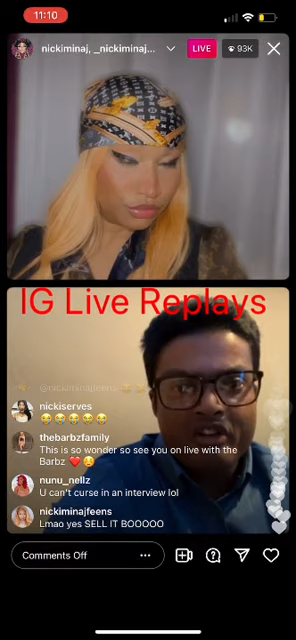 11:10
nickiminaj, _nickiminaj...
LIVE
93K
IG Live Replays
@nickiminajfeens
nickiserves
😭😭😭😭😭
thebarbzfamily
This is so wonder so see you on live with the
Barbz ❤️🥹
nunu_nellz
U can't curse in an interview lol
nickiminajfeens
Lmao yes SELL IT BOOOOO
Comments Off